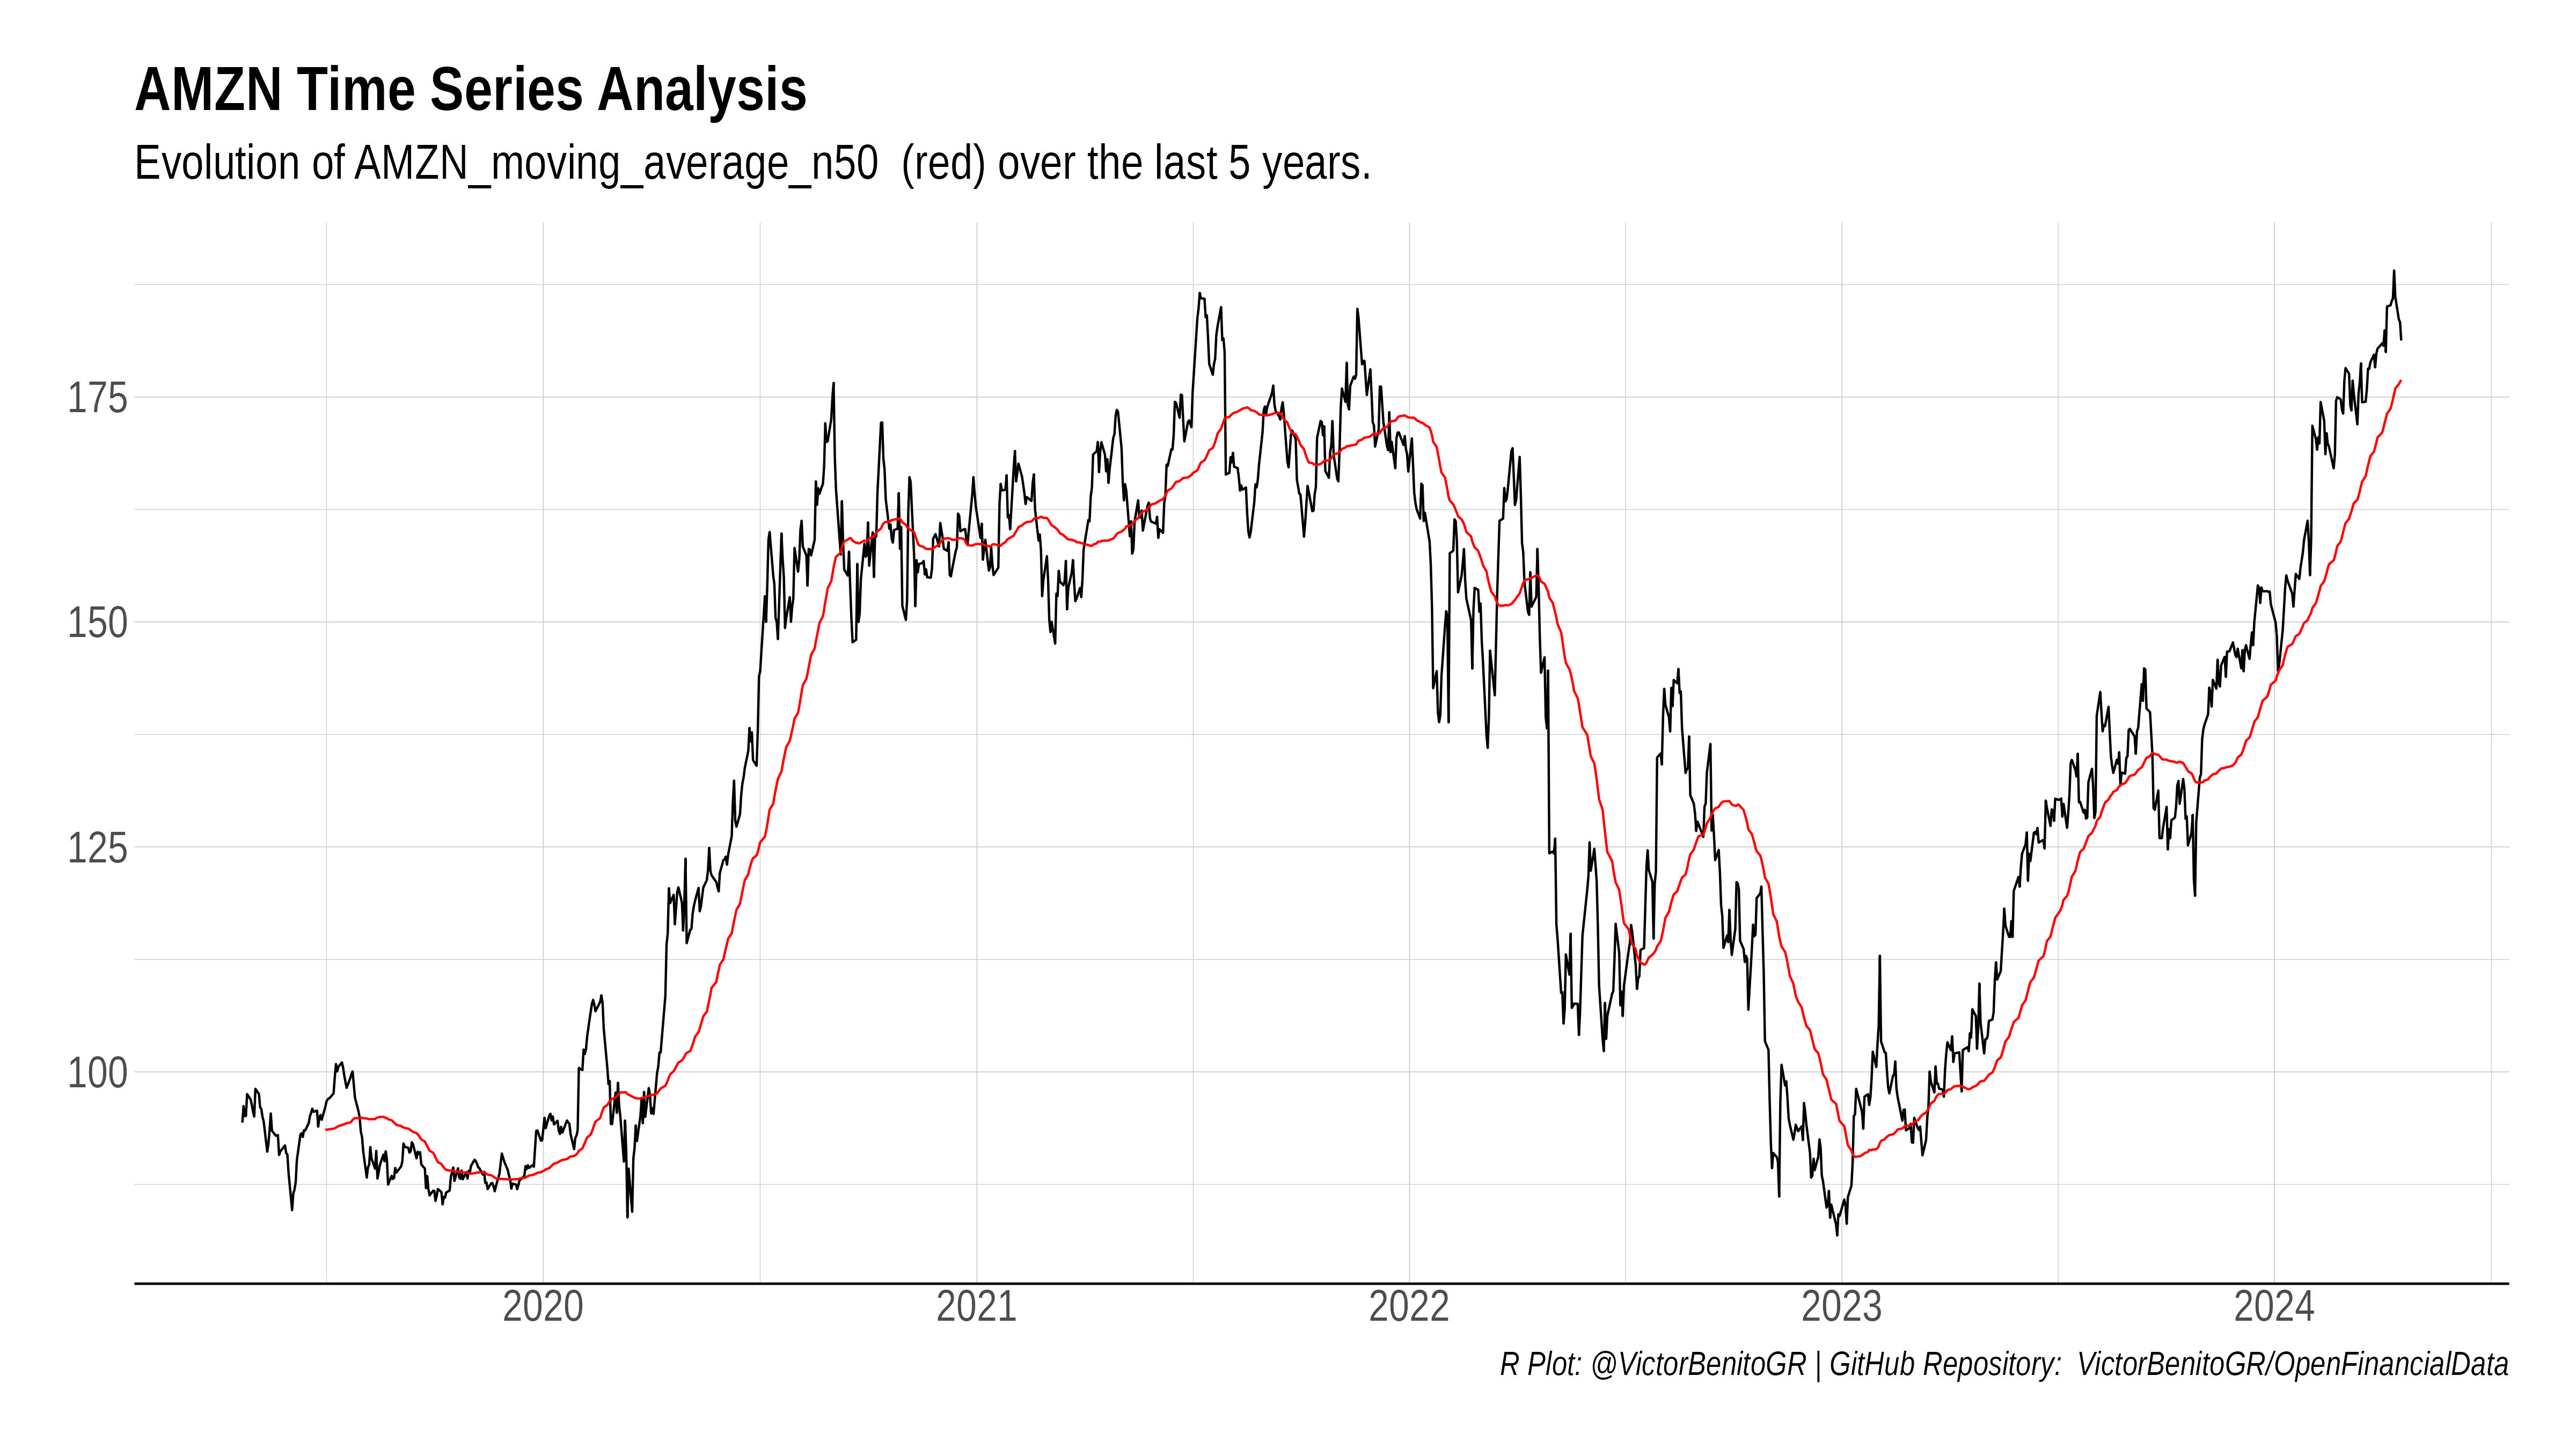 AMZN Time Series Analysis
Evolution of AMZN_moving_average_n50  (red) over the last 5 years.
175
150
125
100
2020 2021 2022 2023 2024
R Plot: @VictorBenitoGR | GitHub Repository:  VictorBenitoGR/OpenFinancialData